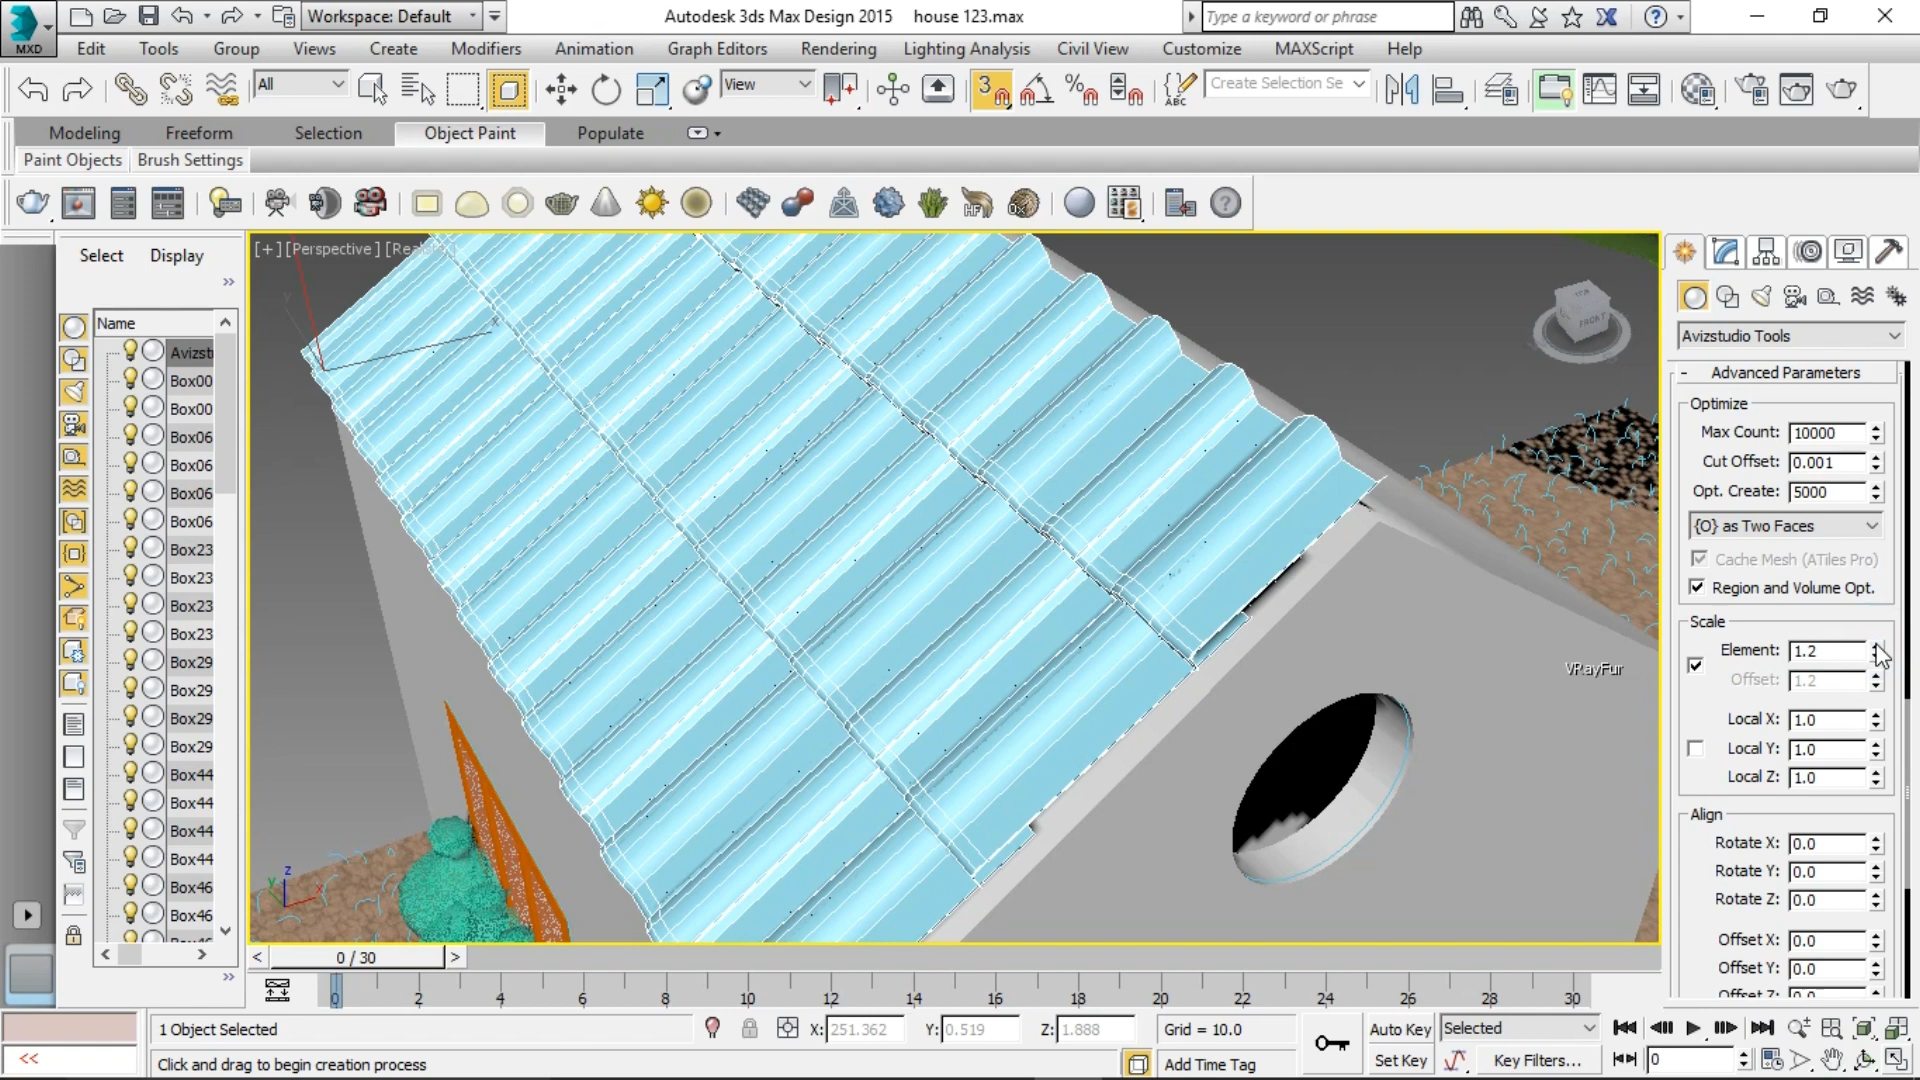 MXD
Workspace: Default
Autodesk 3ds Max Design 2015 house 123.max
Type a keyword or phrase
Edit Tools Group Views Create Modifiers Animation Graph Editors Rendering Lighting Analysis Civil View Customize MAXScript Help
All
View
3
%
ABC
Create Selection Se
Modeling Freeform Selection Object Paint Populate
Paint Objects Brush Settings
HF
Select Display
[+][Perspective]
Name
Avizst
Box00
Box00
Box06
Box06
Box06
Box06
Box23
Box23
Box23
Box23
Box29
Box29
Box29
Box29
Box44
Box44
Box44
Box44
Box46
Box46
FRONT
VRayFur
z
x
Avizstudio Tools
- Advanced Parameters
Optimize
Max Count: 10000
Cut Offset: 0.001
Opt. Create: 5000
{O} as Two Faces
Cache Mesh (ATiles Pro)
Region and Volume Opt.
Scale
Element: 1.2
Offset: 1.2
Local X: 1.0
Local Y: 1.0
Local Z: 1.0
Align
Rotate X: 0.0
Rotate Y: 0.0
Rotate Z: 0.0
Offset X: 0.0
Offset Y: 0.0
Offset Z: 0.0
< 0 / 30 >
0 2 4 6 8 10 12 14 16 18 20 22 24 26 28 30
1 Object Selected
X: 251.362 Y: 0.519 Z: 1.888
Grid = 10.0
Auto Key
Selected
<<
Click and drag to begin creation process
Add Time Tag
Set Key
Key Filters...
0